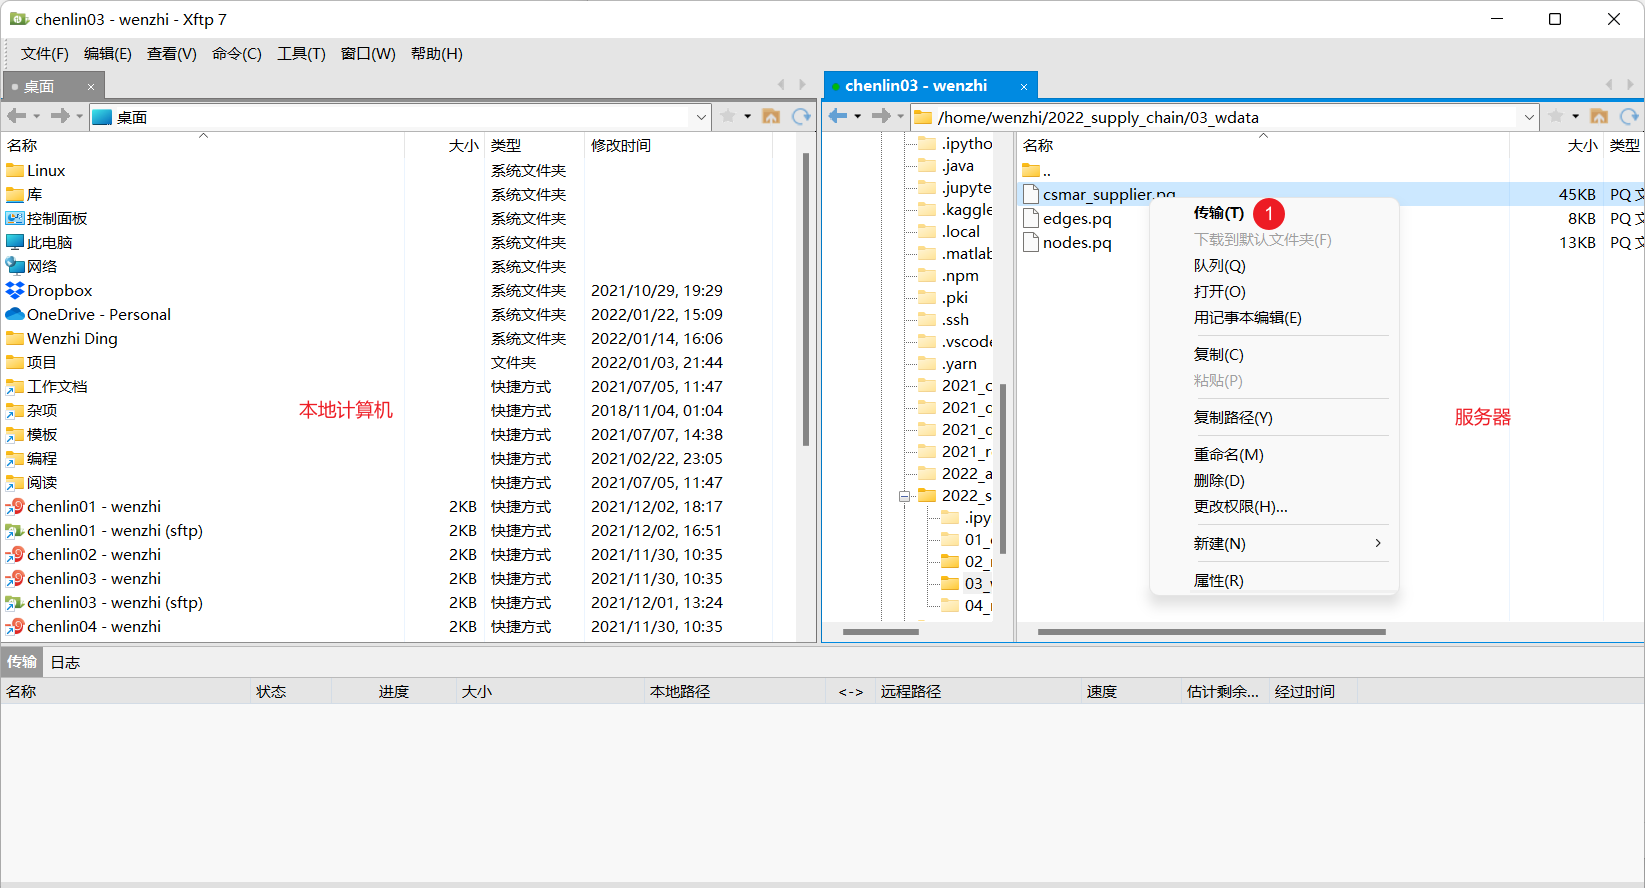 chenlin03 - wenzhi - Xftp 7
文件(F) 编辑(E) 查看(V) 命令(C) 工具(T) 窗口(W) 帮助(H)
桌面
桌面
名称 大小 类型 修改时间
Linux 系统文件夹
库 系统文件夹
控制面板 系统文件夹
此电脑 系统文件夹
网络 系统文件夹
Dropbox 系统文件夹 2021/10/29, 19:29
OneDrive - Personal 系统文件夹 2022/01/22, 15:09
Wenzhi Ding 系统文件夹 2022/01/14, 16:06
项目 文件夹 2022/01/03, 21:44
工作文档 快捷方式 2021/07/05, 11:47
杂项 快捷方式 2018/11/04, 01:04
模板 快捷方式 2021/07/07, 14:38
编程 快捷方式 2021/02/22, 23:05
阅读 快捷方式 2021/07/05, 11:47
chenlin01 - wenzhi 2KB 快捷方式 2021/12/02, 18:17
chenlin01 - wenzhi (sftp) 2KB 快捷方式 2021/12/02, 16:51
chenlin02 - wenzhi 2KB 快捷方式 2021/11/30, 10:35
chenlin03 - wenzhi 2KB 快捷方式 2021/11/30, 10:35
chenlin03 - wenzhi (sftp) 2KB 快捷方式 2021/12/01, 13:24
chenlin04 - wenzhi 2KB 快捷方式 2021/11/30, 10:35
本地计算机
chenlin03 - wenzhi
/home/wenzhi/2022_supply_chain/03_wdata
.ipytho
.java
.jupyte
.kaggle
.local
.matlab
.npm
.pki
.ssh
.vscode
.yarn
2021_c
2021_c
2021_c
2021_r
2022_a
2022_s
.ipy
01_
02_
03_
04_
名称 大小 类型
..
csmar_supplier.pq 45KB PQ 文
edges.pq 8KB PQ 文
nodes.pq 13KB PQ 文
传输(T) 1
下载到默认文件夹(F)
队列(Q)
打开(O)
用记事本编辑(E)
复制(C)
粘贴(P)
复制路径(Y)
重命名(M)
删除(D)
更改权限(H)...
新建(N)
属性(R)
服务器
传输 日志
名称 状态 进度 大小 本地路径 <-> 远程路径 速度 估计剩余... 经过时间